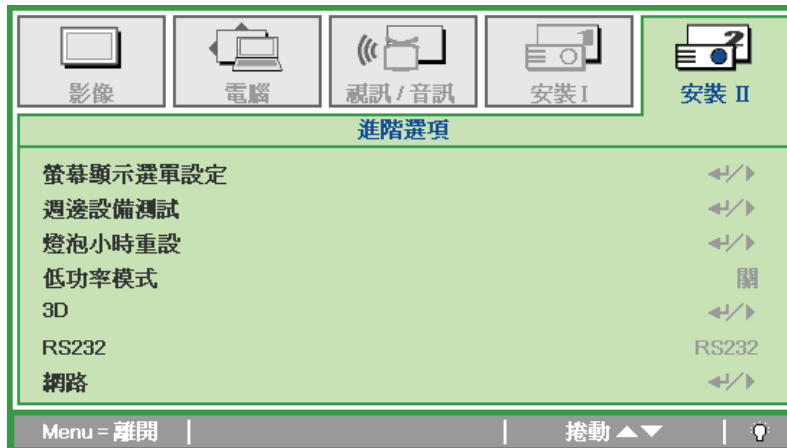 影像
電腦
視訊 / 音訊
1
安裝 I
2
安裝 II
進階選項
螢幕顯示選單設定
週邊設備測試
燈泡小時重設
低功率模式 關
3D
RS232 RS232
網路
Menu = 離開
捲動 ▲▼